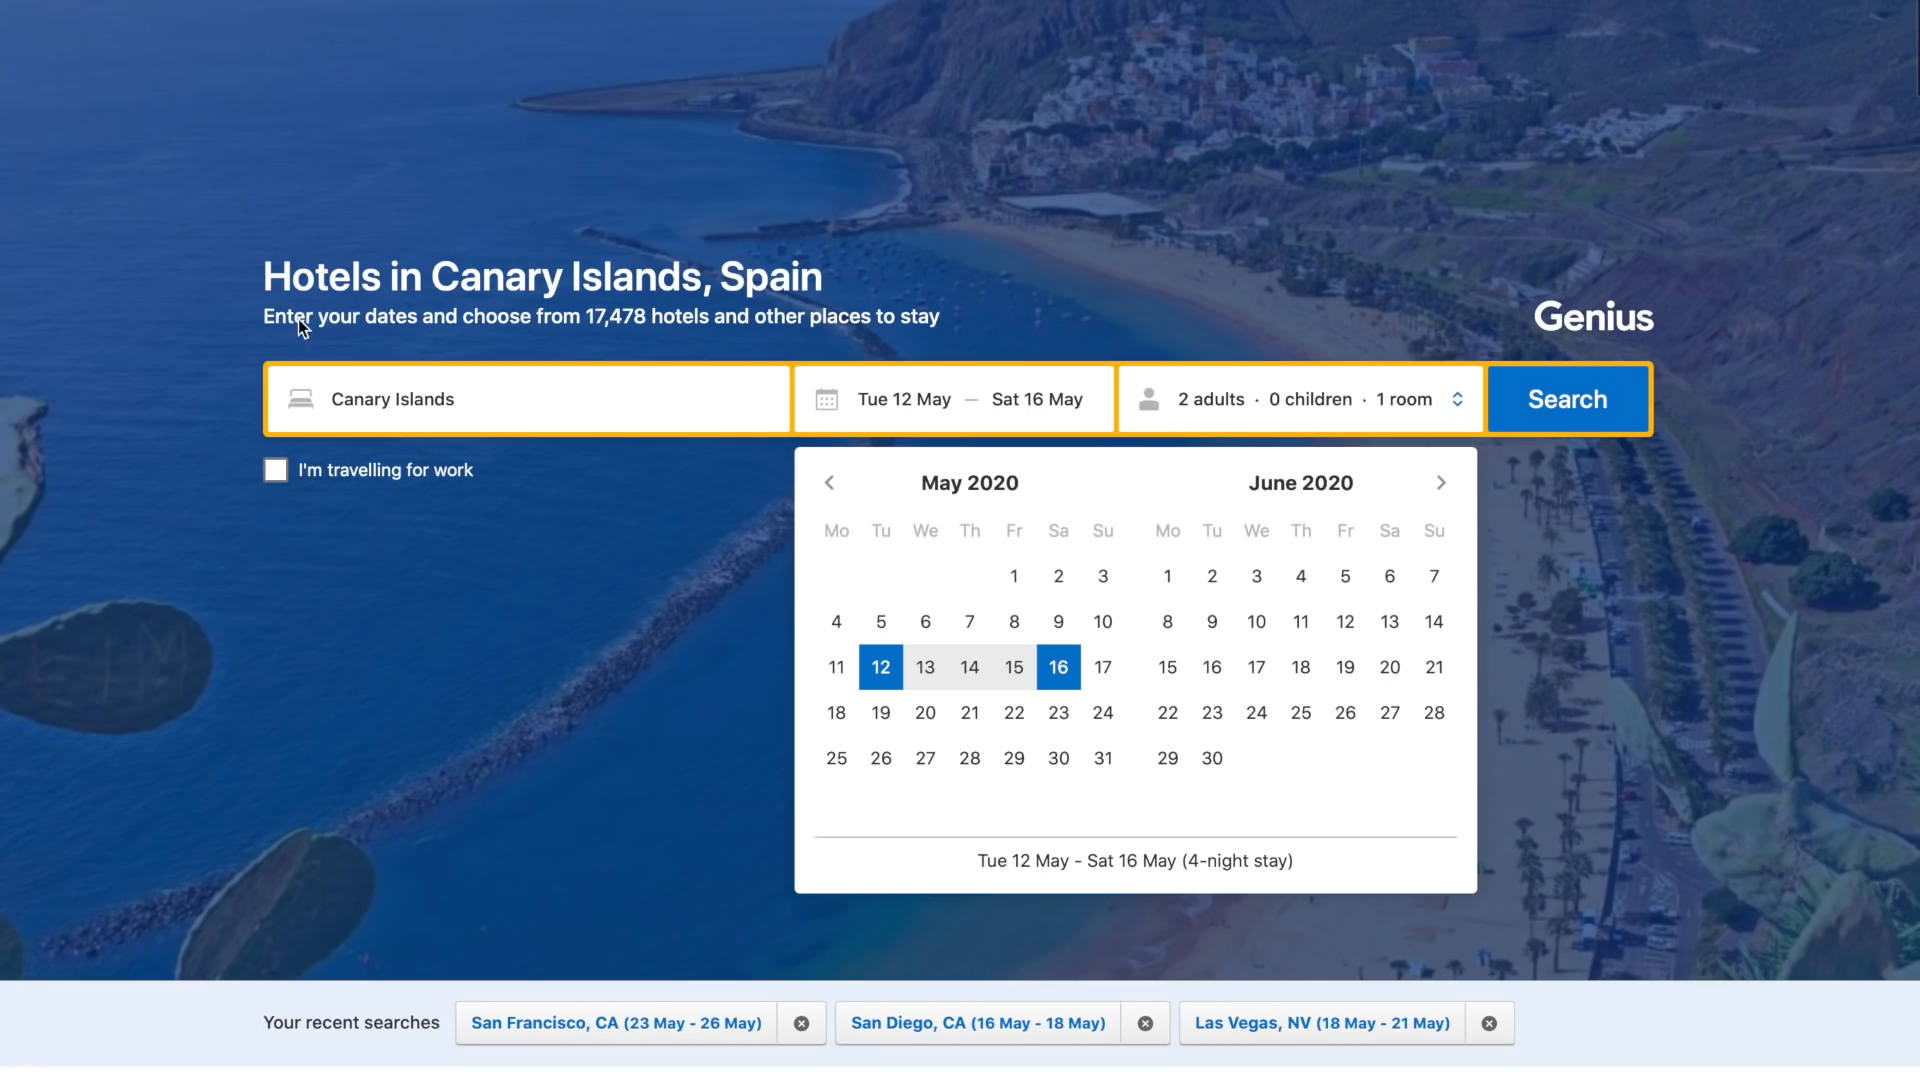 Hotels in Canary Islands, Spain
Enter your dates and choose from 17,478 hotels and other places to stay
Genius
Canary Islands
Tue 12 May — Sat 16 May
2 adults · 0 children · 1 room
Search
I'm travelling for work
May 2020
Mo Tu We Th Fr Sa Su
1 2 3
4 5 6 7 8 9 10
11 12 13 14 15 16 17
18 19 20 21 22 23 24
25 26 27 28 29 30 31
June 2020
Mo Tu We Th Fr Sa Su
1 2 3 4 5 6 7
8 9 10 11 12 13 14
15 16 17 18 19 20 21
22 23 24 25 26 27 28
29 30
Tue 12 May - Sat 16 May (4-night stay)
Your recent searches
San Francisco, CA (23 May - 26 May)
San Diego, CA (16 May - 18 May)
Las Vegas, NV (18 May - 21 May)